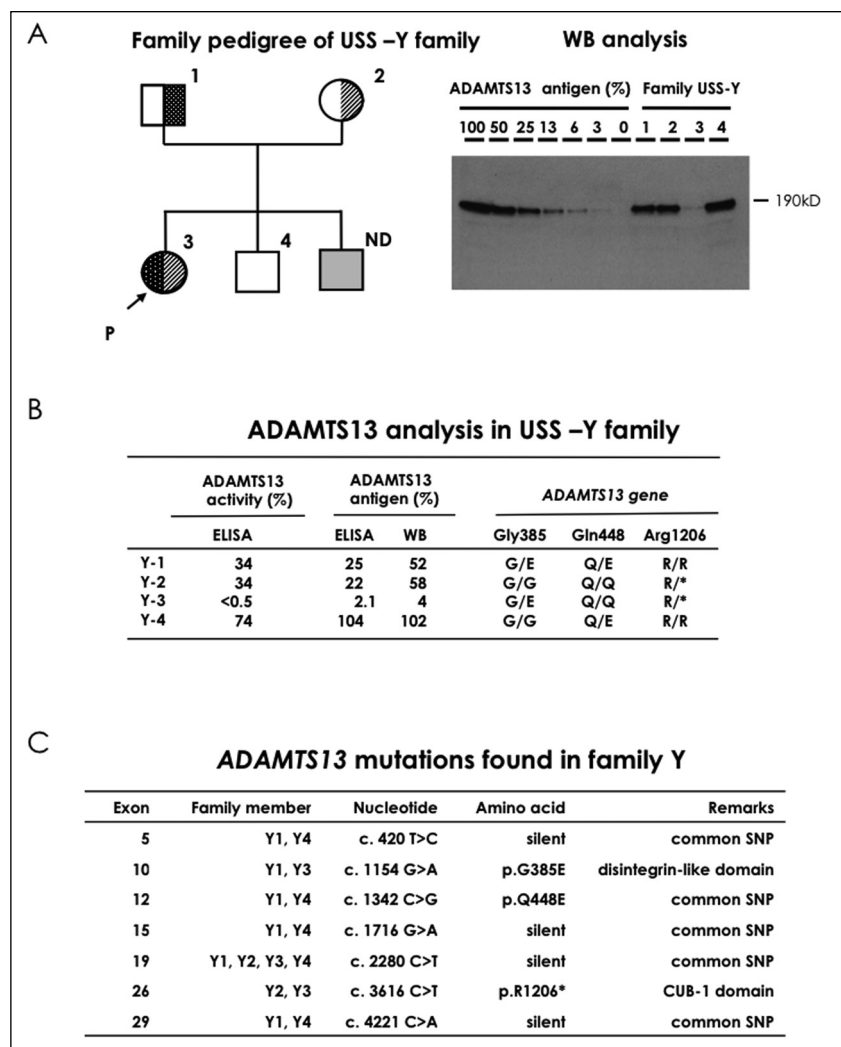 A
Family pedigree of USS –Y family
1
2
3
4
ND
P
WB analysis
ADAMTS13 antigen (%) Family USS-Y
100 50 25 13 6 3 0 1 2 3 4
190kD
B
ADAMTS13 analysis in USS –Y family
ADAMTS13 activity (%) ADAMTS13 antigen (%) ADAMTS13 gene
ELISA ELISA WB Gly385 Gln448 Arg1206
Y-1 34 25 52 G/E Q/E R/R
Y-2 34 22 58 G/G Q/Q R/*
Y-3 <0.5 2.1 4 G/E Q/Q R/*
Y-4 74 104 102 G/G Q/E R/R
C
ADAMTS13 mutations found in family Y
Exon Family member Nucleotide Amino acid Remarks
5 Y1, Y4 c. 420 T>C silent common SNP
10 Y1, Y3 c. 1154 G>A p.G385E disintegrin-like domain
12 Y1, Y4 c. 1342 C>G p.Q448E common SNP
15 Y1, Y4 c. 1716 G>A silent common SNP
19 Y1, Y2, Y3, Y4 c. 2280 C>T silent common SNP
26 Y2, Y3 c. 3616 C>T p.R1206* CUB-1 domain
29 Y1, Y4 c. 4221 C>A silent common SNP